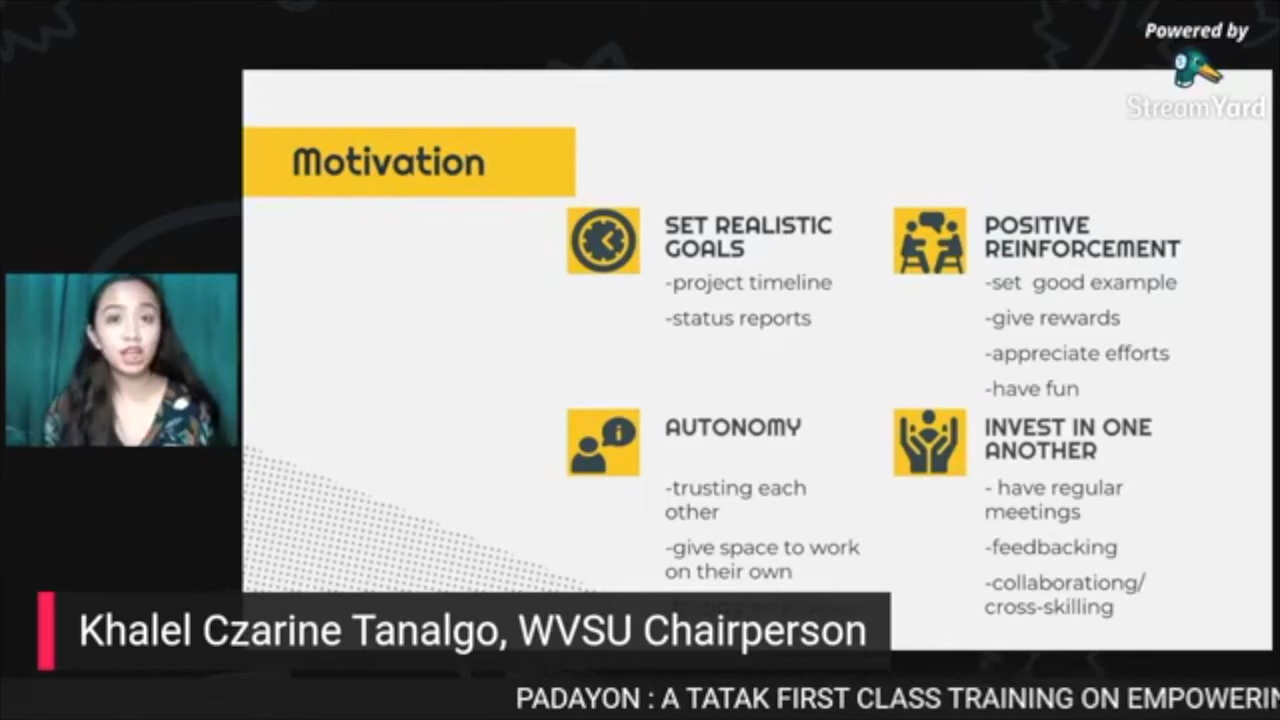 Powered by
StreamYard
Motivation
SET REALISTIC
GOALS
-project timeline
-status reports
POSITIVE
REINFORCEMENT
-set good example
-give rewards
-appreciate efforts
-have fun
AUTONOMY
-trusting each
other
-give space to work
on their own
INVEST IN ONE
ANOTHER
- have regular
meetings
-feedbacking
-collaborationg/
cross-skilling
Khalel Czarine Tanalgo, WVSU Chairperson
PADAYON : A TATAK FIRST CLASS TRAINING ON EMPOWERIN